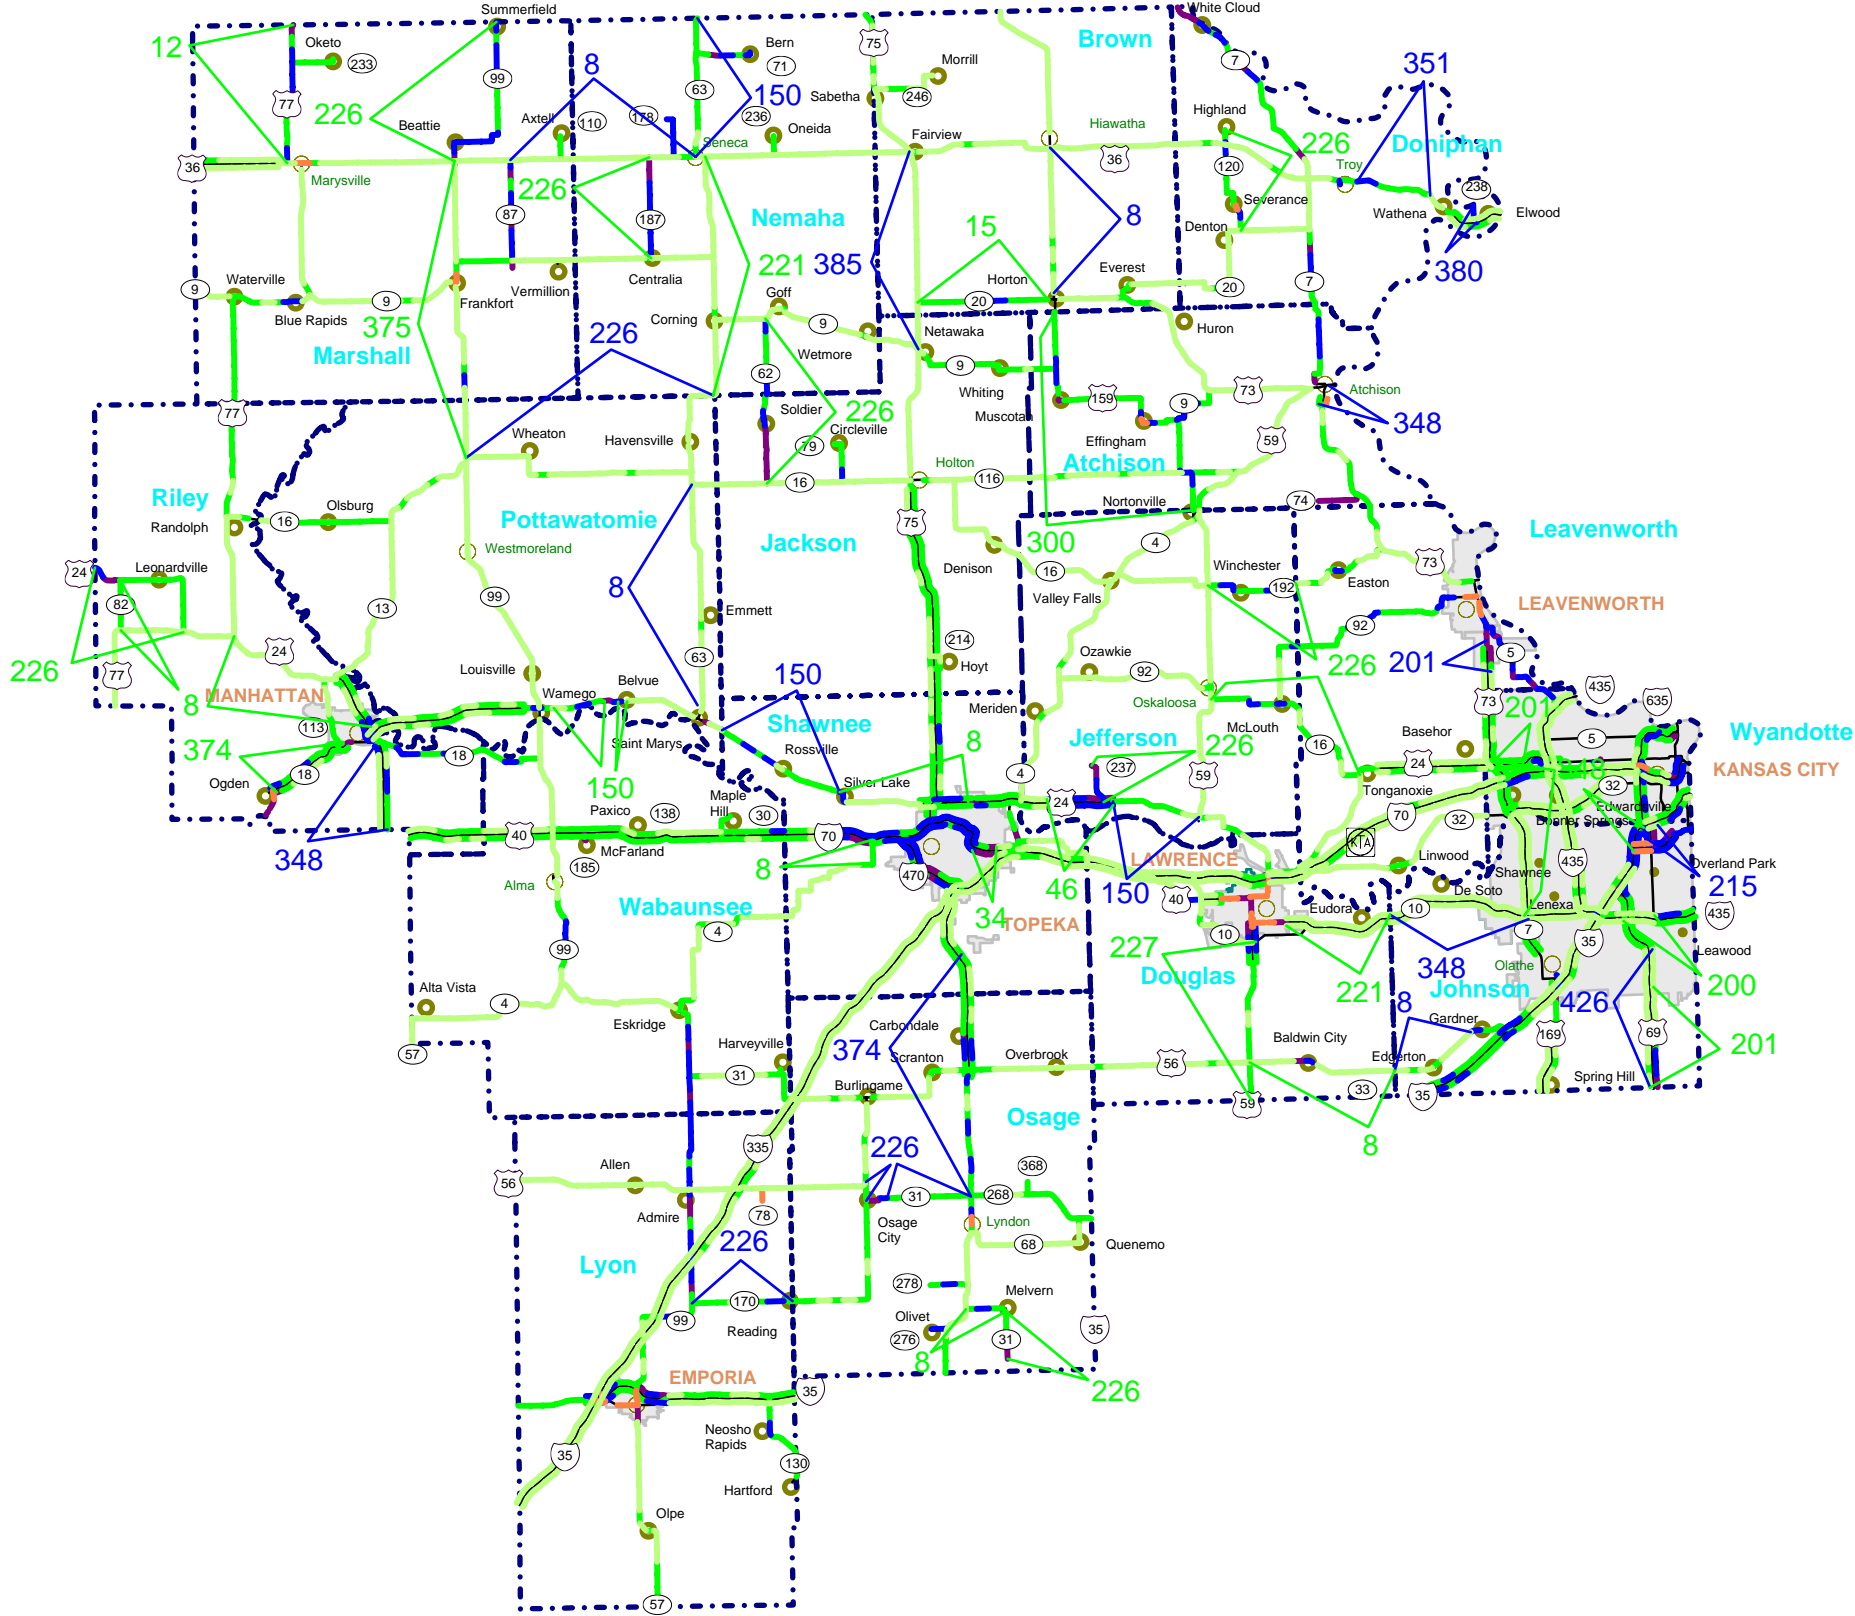 Summerfield
White Cloud
12
Oketo
233
75
Bern
71
Brown
7
351
77
99
8
63
150
Morrill
246
Sabetha
226
Beattie
Axtell
110
178
236
Oneida
Seneca
Fairview
Hiawatha
Highland
226
Doniphan
36
Marysville
36
120
Troy
238
226
87
187
Nemaha
15
8
Severance
Wathena
Elwood
Denton
Waterville
9
9
Blue Rapids
Frankfort
Vermillion
Centralia
221
385
Goff
Horton
20
Everest
20
7
380
375
Marshall
226
Corning
9
Wetmore
Netawaka
Huron
62
9
Whiting
Muscotah
159
9
73
Atchison
348
77
Wheaton
Havensville
Soldier
226
79
Circleville
Effingham
59
Atchison
Riley
Randolph
16
Olsburg
Pottawatomie
16
Holton
116
Nortonville
74
75
Jackson
300
4
Leavenworth
Westmoreland
24
Leonardville
82
13
99
8
Emmett
Denison
16
Valley Falls
Winchester
192
Easton
73
LEAVENWORTH
92
226
77
24
Louisville
63
214
Hoyt
Ozawkie
92
226
201
5
435
635
MANHATTAN
8
113
Wamego
Belvue
150
Saint Marys
Shawnee
Rossville
Meriden
Oskaloosa
McLouth
73
201
5
Wyandotte
KANSAS CITY
374
Ogden
18
18
150
8
Silver Lake
Jefferson
226
237
59
16
Basehor
24
Tonganoxie
18
32
Edwardsville
Bonner Springs
348
Paxico
138
Maple
Hill
30
40
70
4
24
70
KTA
32
McFarland
185
8
470
LAWRENCE
46
150
Linwood
435
Shawnee
Overland Park
215
Alma
Wabaunsee
34
TOPEKA
40
De Soto
Eudora
10
Lenexa
435
99
4
10
227
Douglas
221
348
7
35
Leawood
Olathe
200
Alta Vista
4
57
Eskridge
Harveyville
31
374
Carbondale
Scranton
Overbrook
56
Baldwin City
8
Johnson
Gardner
Edgerton
426
169
69
201
Burlingame
33
35
Spring Hill
59
Osage
335
226
8
56
Allen
Admire
78
31
268
368
Osage
City
Lyndon
68
Quenemo
Lyon
226
170
278
Melvern
99
Reading
Olivet
276
31
35
8
226
EMPORIA
35
Neosho
Rapids
35
130
Hartford
Olpe
57